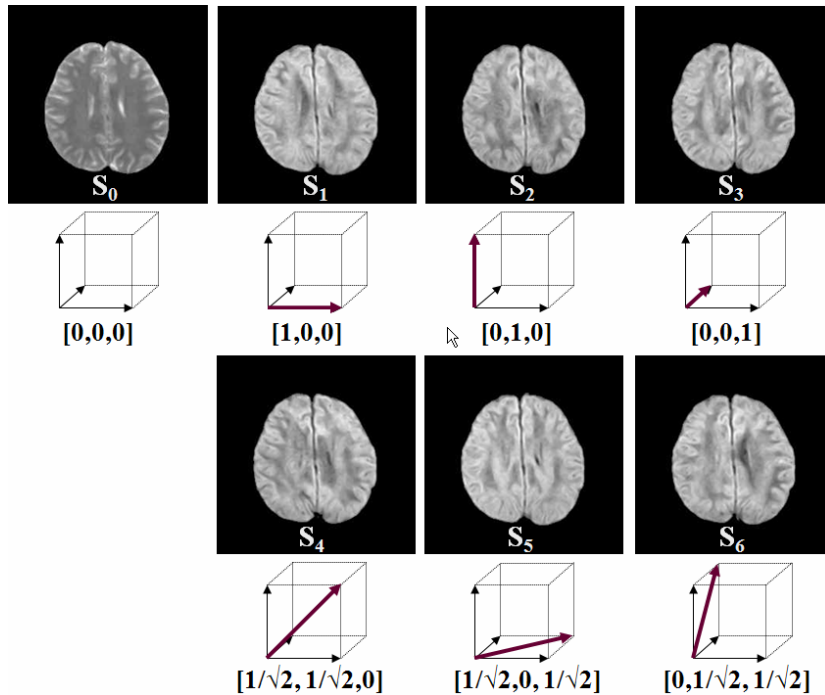 S₀ S₁ S₂ S₃
[0,0,0] [1,0,0] [0,1,0] [0,0,1]
S₄ S₅ S₆
[1/√2, 1/√2,0] [1/√2,0, 1/√2] [0,1/√2, 1/√2]